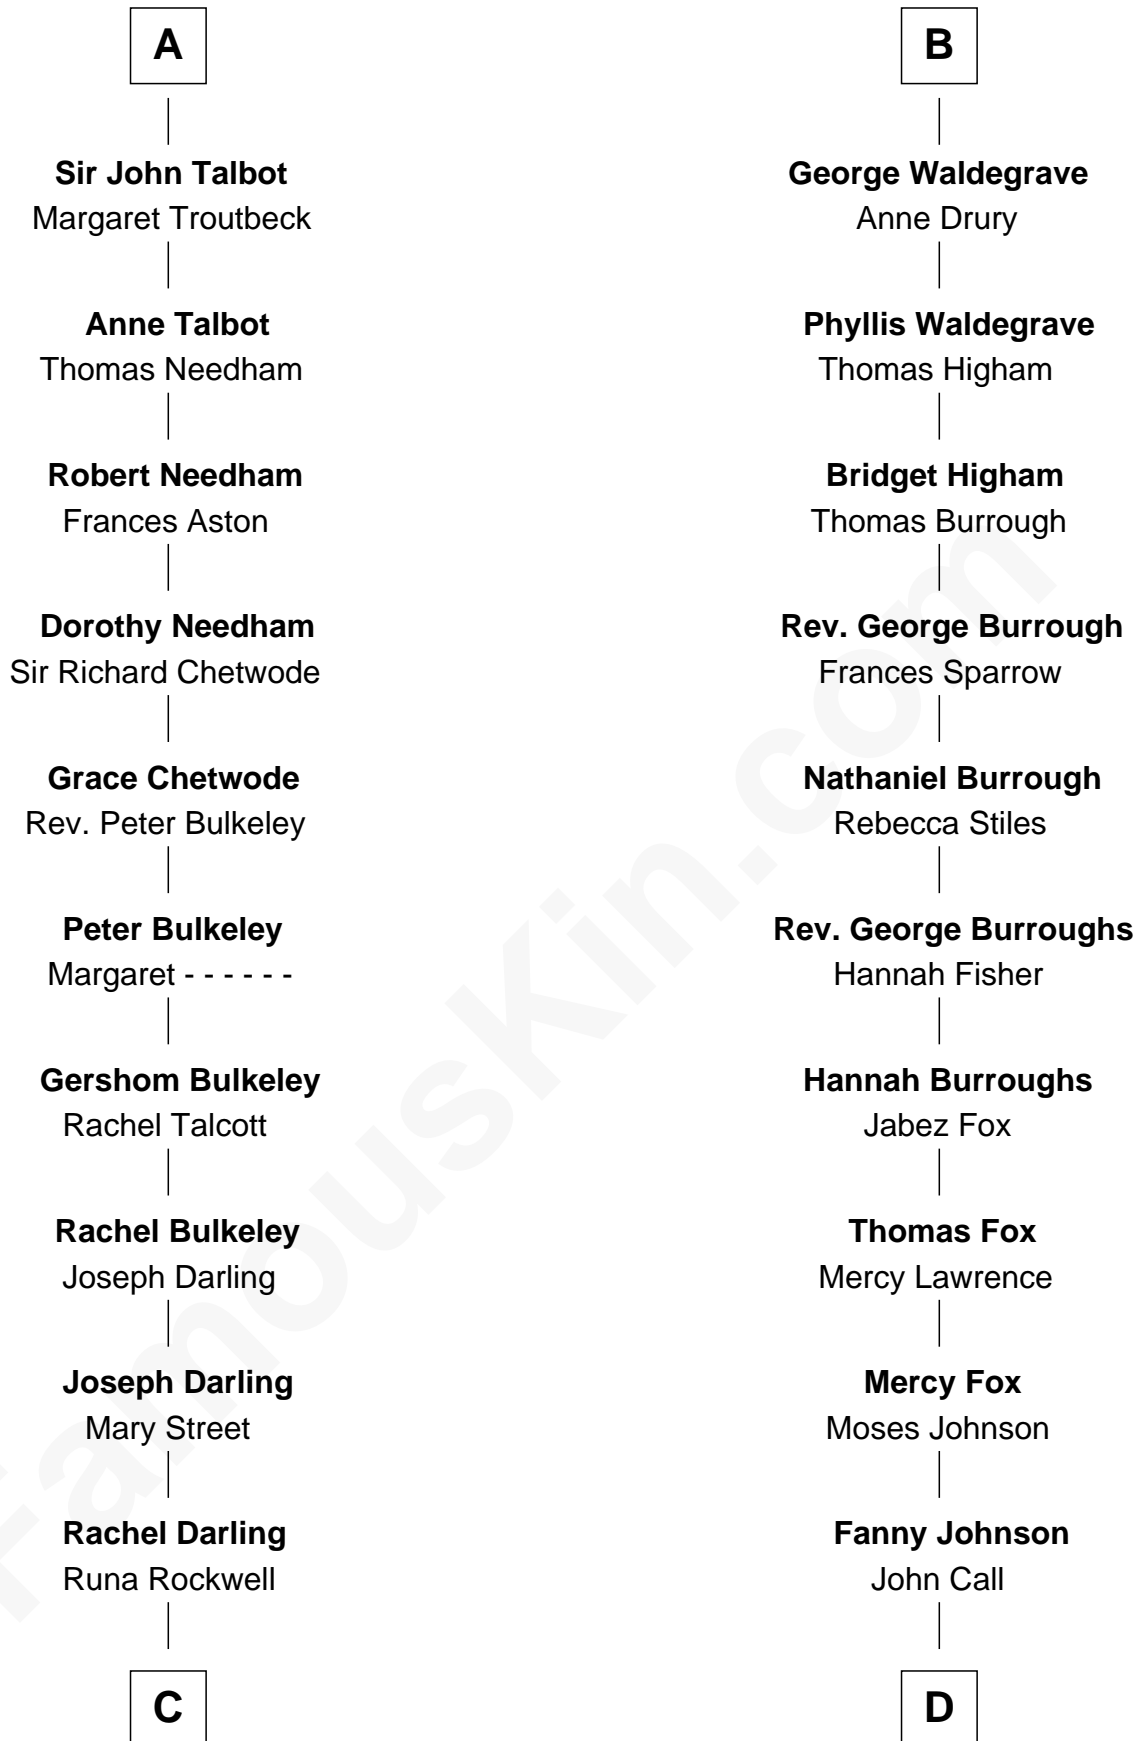 A
Sir John Talbot
Margaret Troutbeck
Anne Talbot
Thomas Needham
Robert Needham
Frances Aston
Dorothy Needham
Sir Richard Chetwode
Grace Chetwode
Rev. Peter Bulkeley
Peter Bulkeley
Margaret - - - - - -
Gershom Bulkeley
Rachel Talcott
Rachel Bulkeley
Joseph Darling
Joseph Darling
Mary Street
Rachel Darling
Runa Rockwell
C
B
George Waldegrave
Anne Drury
Phyllis Waldegrave
Thomas Higham
Bridget Higham
Thomas Burrough
Rev. George Burrough
Frances Sparrow
Nathaniel Burrough
Rebecca Stiles
Rev. George Burroughs
Hannah Fisher
Hannah Burroughs
Jabez Fox
Thomas Fox
Mercy Lawrence
Mercy Fox
Moses Johnson
Fanny Johnson
John Call
D
FamousKin.com